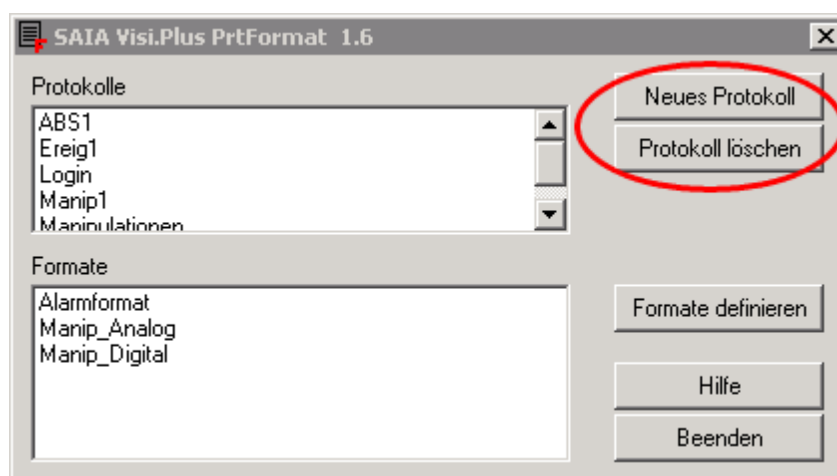 SAIA Visi.Plus PrtFormat 1.6
Protokolle
ABS1
Ereig1
Login
Manip1
Manipulationen
Neues Protokoll
Protokoll löschen
Formate
Alarmformat
Manip_Analog
Manip_Digital
Formate definieren
Hilfe
Beenden